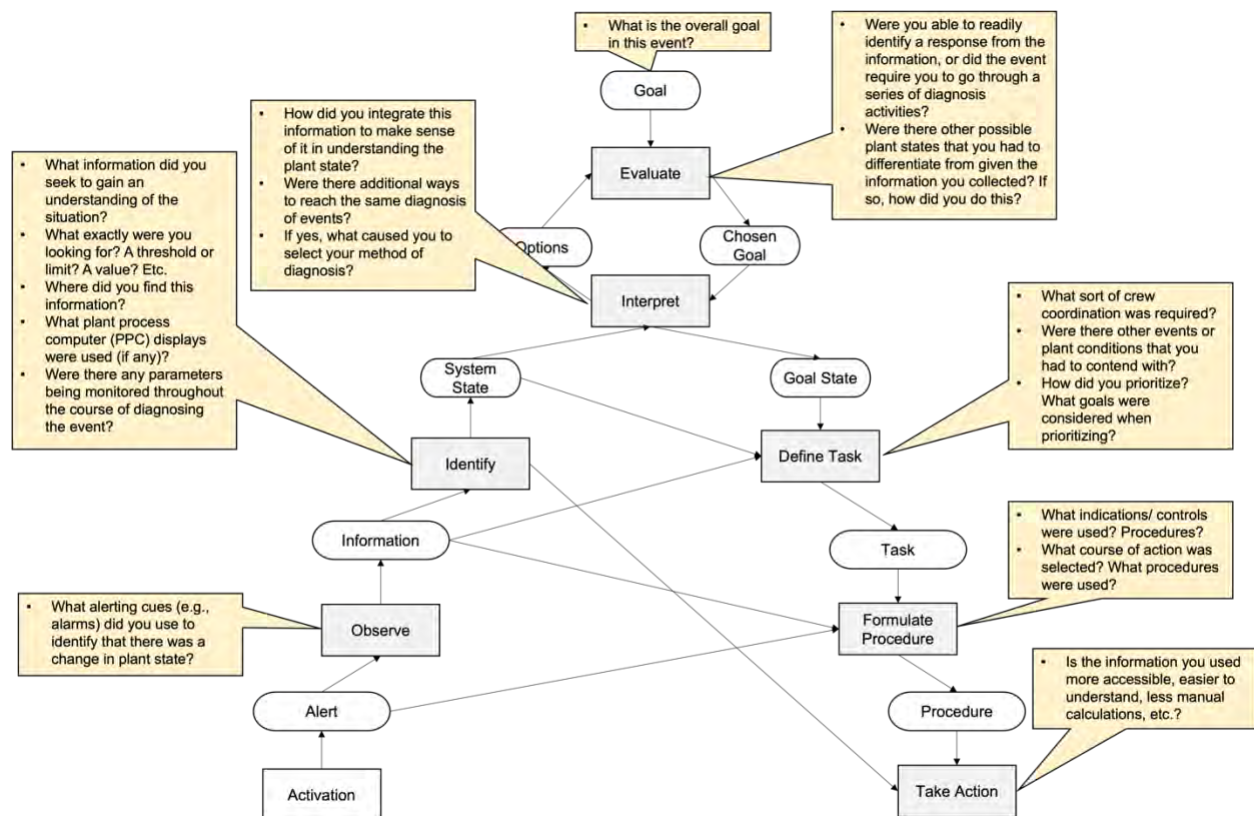 ▪ What is the overall goal
in this event?
▪ Were you able to readily
identify a response from the
information, or did the event
require you to go through a
series of diagnosis
activities?
▪ Were there other possible
plant states that you had to
differentiate from given the
information you collected? If
so, how did you do this?
Goal
▪ How did you integrate this
information to make sense
of it in understanding the
plant state?
▪ Were there additional ways
to reach the same diagnosis
of events?
▪ If yes, what caused you to
select your method of
diagnosis?
Evaluate
▪ What information did you
seek to gain an
understanding of the
situation?
▪ What exactly were you
looking for? A threshold or
limit? A value? Etc.
▪ Where did you find this
information?
▪ What plant process
computer (PPC) displays
were used (if any)?
▪ Were there any parameters
being monitored throughout
the course of diagnosing
the event?
Options
Chosen
Goal
Interpret
▪ What sort of crew
coordination was required?
▪ Were there other events or
plant conditions that you
had to contend with?
▪ How did you prioritize?
What goals were
considered when
prioritizing?
System
State
Goal State
Identify
Define Task
Information
Task
▪ What indications/ controls
were used? Procedures?
▪ What course of action was
selected? What procedures
were used?
▪ What alerting cues (e.g.,
alarms) did you use to
identify that there was a
change in plant state?
Observe
Formulate
Procedure
▪ Is the information you used
more accessible, easier to
understand, less manual
calculations, etc.?
Alert
Procedure
Activation
Take Action